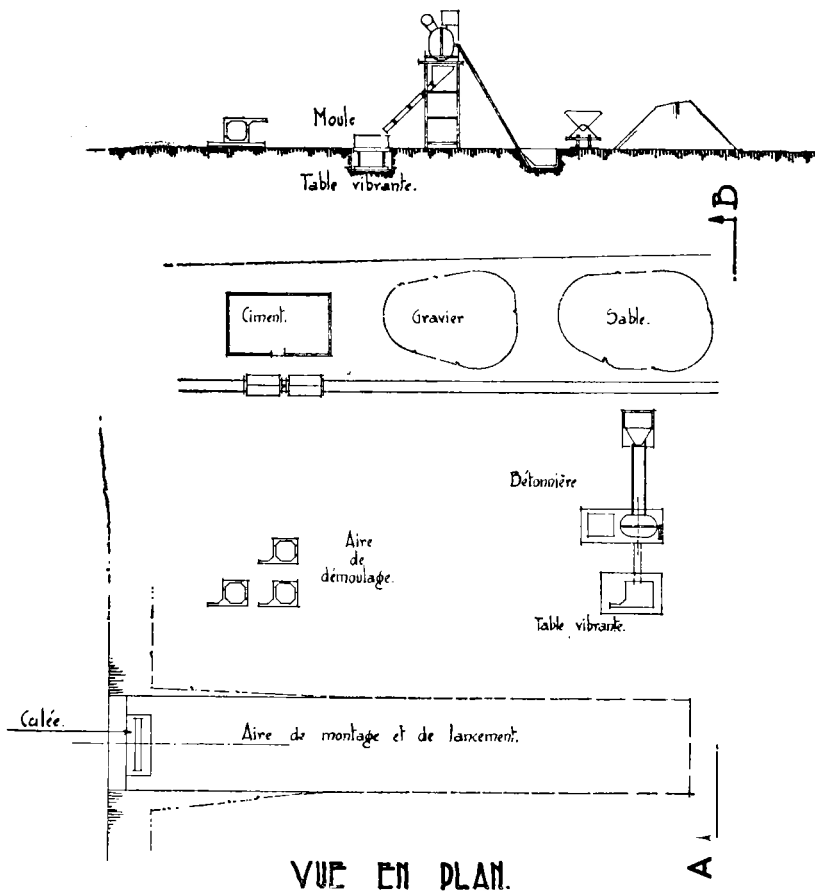 Moule
Table vibrante.
B
Ciment.
Gravier
Sable.
Bétonnière
Aire
de
démoulage.
Table vibrante.
Culée.
Aire de montage et de lancement.
A
VUE EN PLAN.